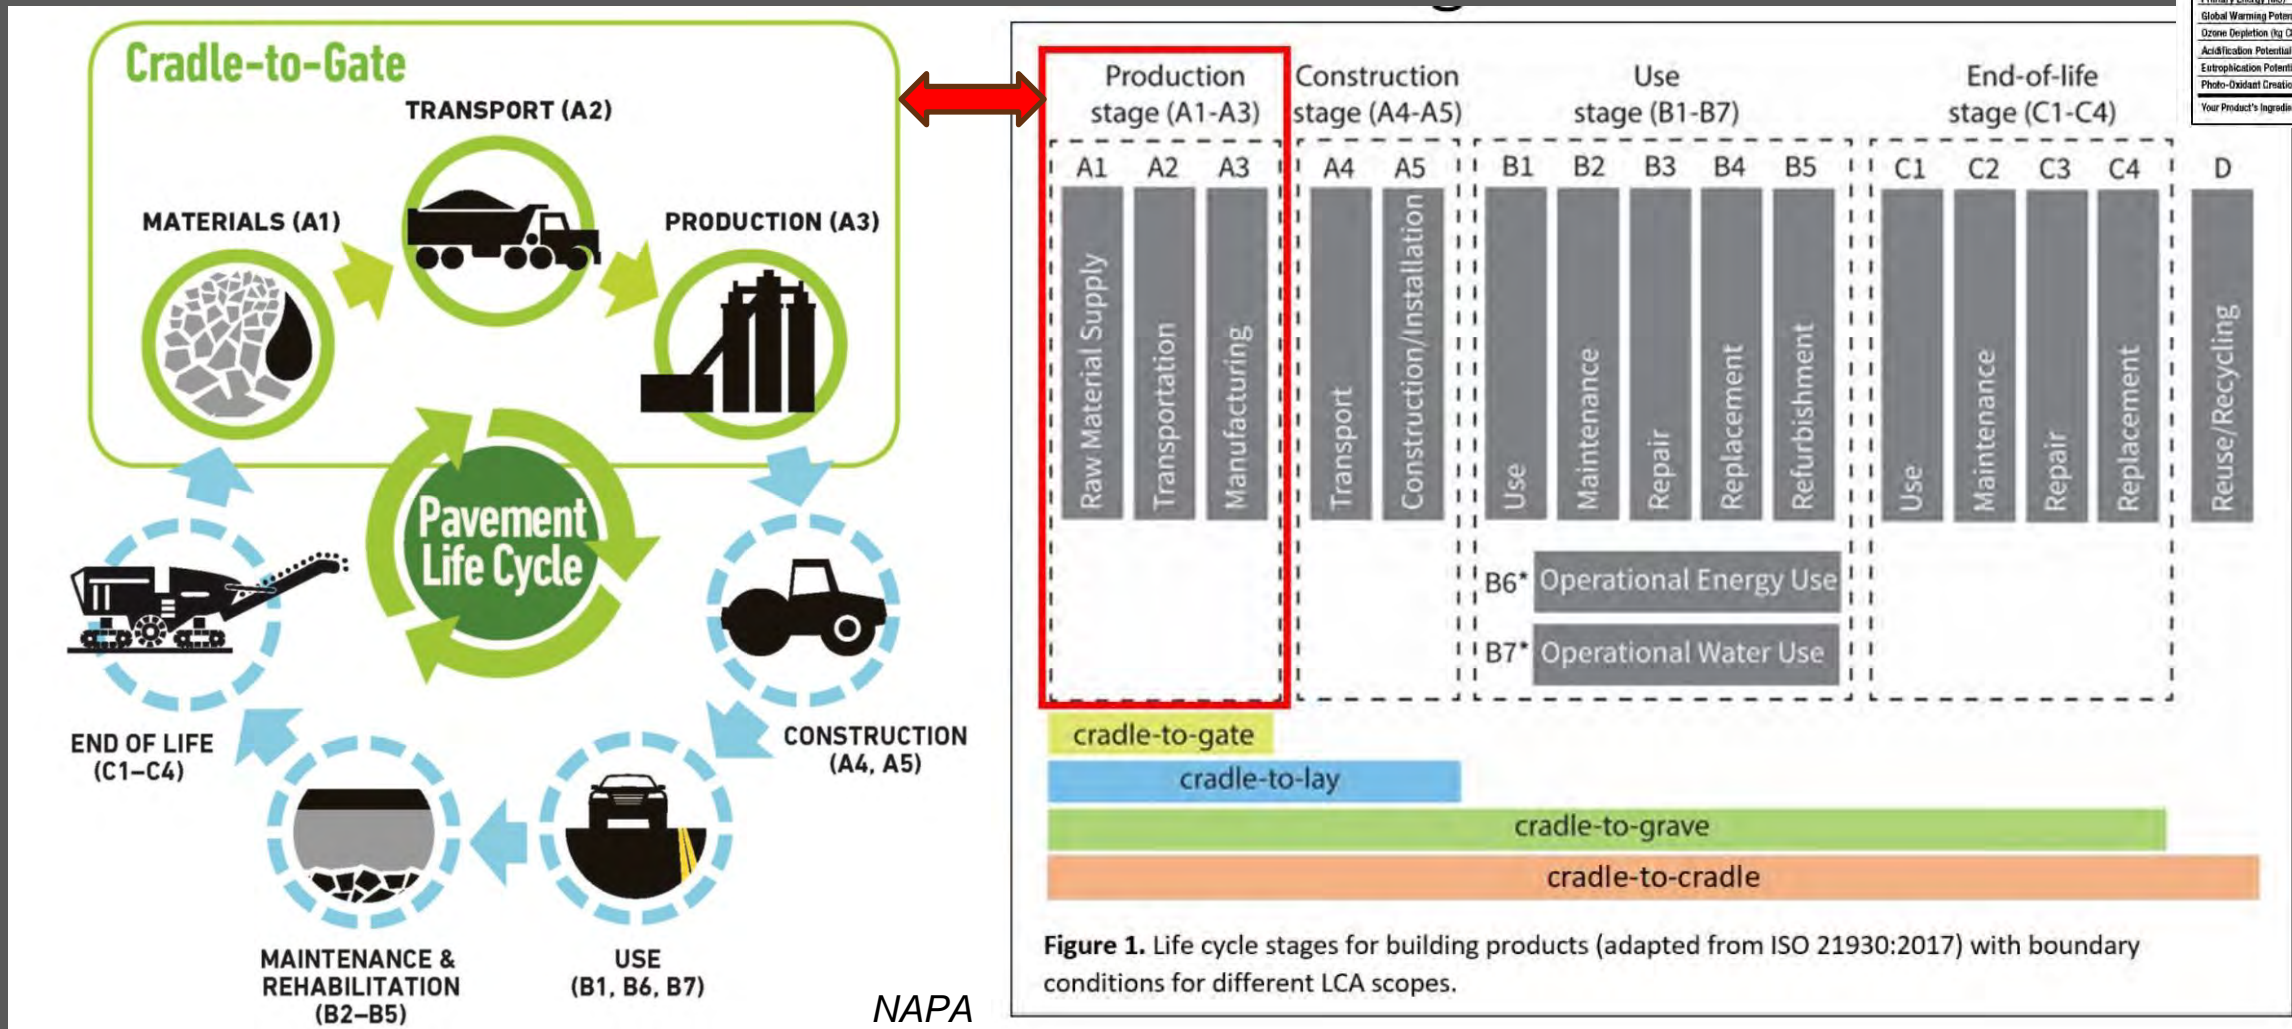 Cradle-to-Gate
TRANSPORT (A2)
MATERIALS (A1)
PRODUCTION (A3)
Pavement
Life Cycle
END OF LIFE
(C1–C4)
CONSTRUCTION
(A4, A5)
MAINTENANCE &
REHABILITATION
(B2–B5)
USE
(B1, B6, B7)
NAPA
Production
stage (A1-A3)
Construction
stage (A4-A5)
Use
stage (B1-B7)
End-of-life
stage (C1-C4)
A1 A2 A3 A4 A5 B1 B2 B3 B4 B5 C1 C2 C3 C4 D
Raw Material Supply
Transportation
Manufacturing
Transport
Construction/Installation
Use
Maintenance
Repair
Replacement
Refurbishment
Use
Maintenance
Repair
Replacement
Reuse/Recycling
B6* Operational Energy Use
B7* Operational Water Use
cradle-to-gate
cradle-to-lay
cradle-to-grave
cradle-to-cradle
Figure 1. Life cycle stages for building products (adapted from ISO 21930:2017) with boundary
conditions for different LCA scopes.
Global Warming
Ozone Depletion (kg
Acidification Potential
Eutrophication
Photo-Oxidant
Your Product's